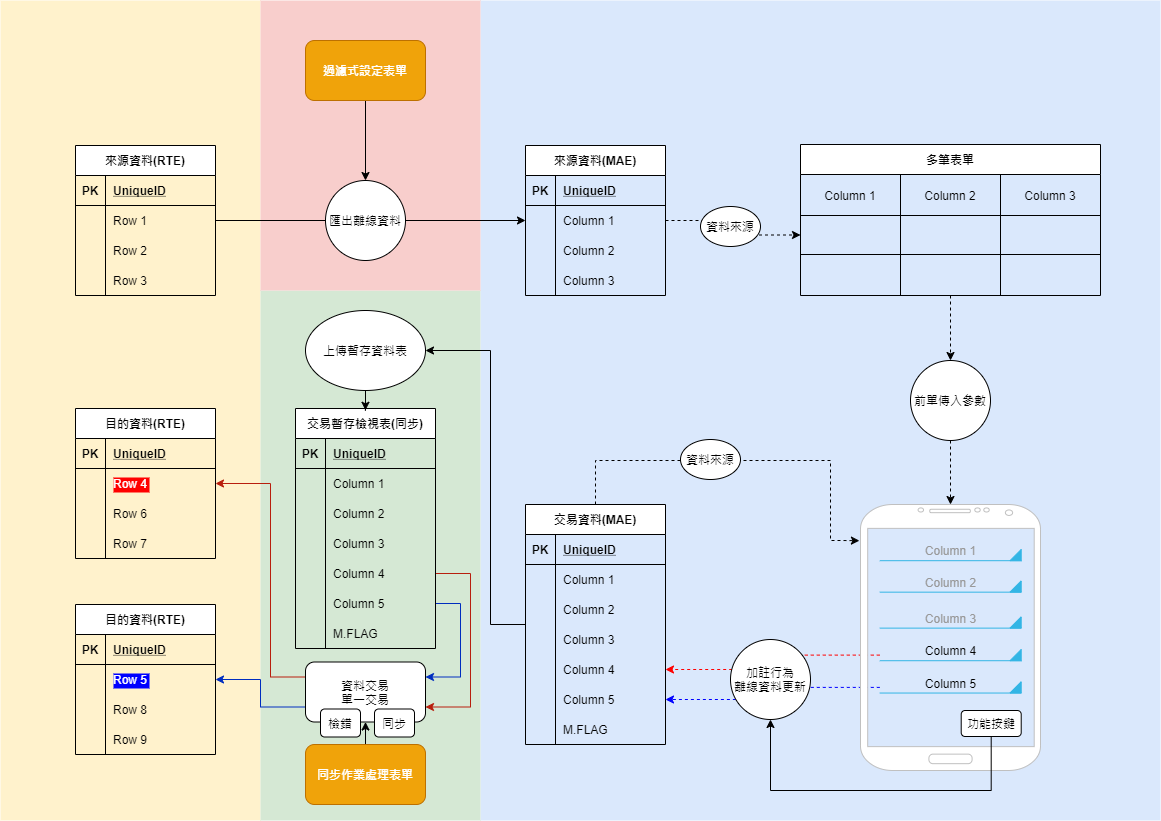 過濾式設定表單
來源資料(RTE)
PK UniqueID
Row 1
Row 2
Row 3
匯出離線資料
來源資料(MAE)
PK UniqueID
Column 1
Column 2
Column 3
資料來源
多筆表單
Column 1 Column 2 Column 3
上傳暫存資料表
前單傳入參數
目的資料(RTE)
PK UniqueID
Row 4
Row 6
Row 7
交易暫存檢視表(同步)
PK UniqueID
Column 1
Column 2
Column 3
Column 4
Column 5
M.FLAG
資料來源
交易資料(MAE)
PK UniqueID
Column 1
Column 2
Column 3
Column 4
Column 5
M.FLAG
Column 1
Column 2
Column 3
Column 4
Column 5
功能按鍵
加註行為
離線資料更新
目的資料(RTE)
PK UniqueID
Row 5
Row 8
Row 9
資料交易
單一交易
檢錯 同步
同步作業處理表單